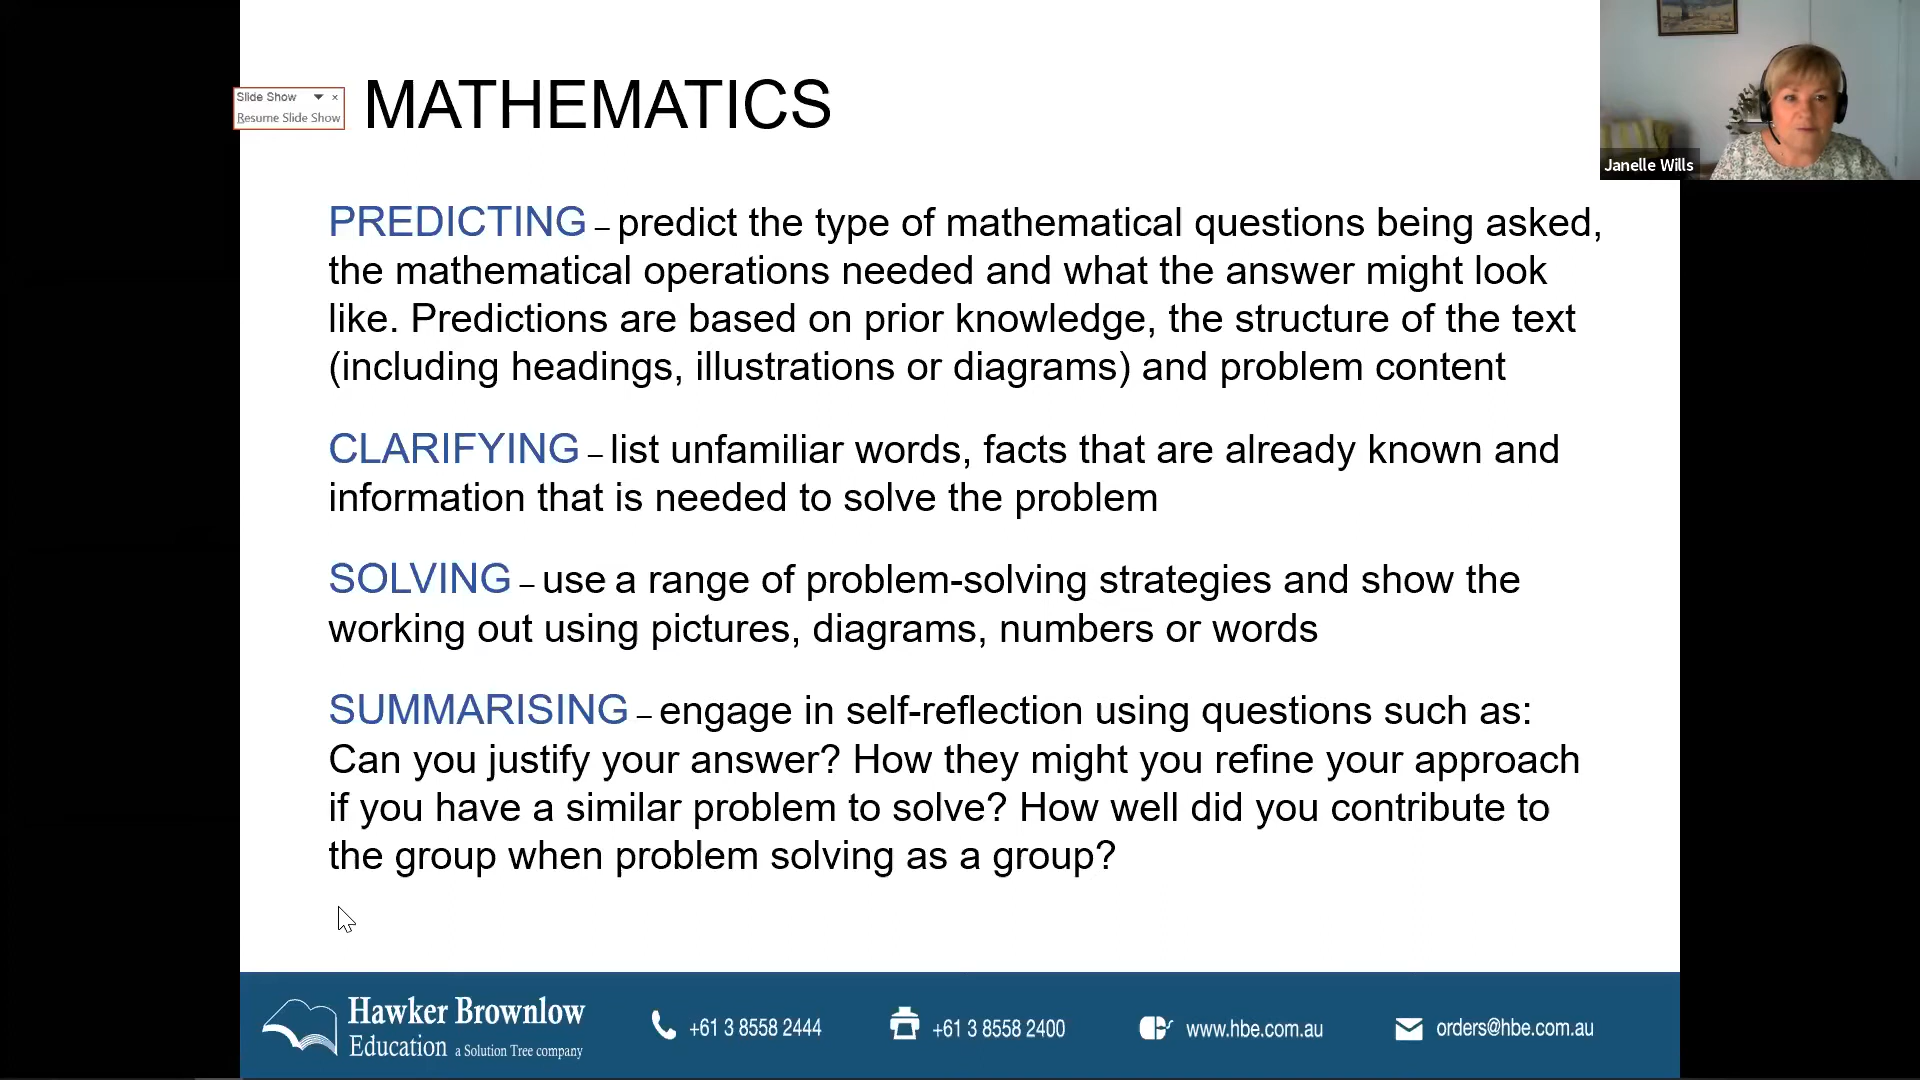 Slide Show
Resume Slide Show
MATHEMATICS
Janelle Wills
PREDICTING – predict the type of mathematical questions being asked,
the mathematical operations needed and what the answer might look
like. Predictions are based on prior knowledge, the structure of the text
(including headings, illustrations or diagrams) and problem content
CLARIFYING – list unfamiliar words, facts that are already known and
information that is needed to solve the problem
SOLVING – use a range of problem-solving strategies and show the
working out using pictures, diagrams, numbers or words
SUMMARISING – engage in self-reflection using questions such as:
Can you justify your answer? How they might you refine your approach
if you have a similar problem to solve? How well did you contribute to
the group when problem solving as a group?
Hawker Brownlow
Education a Solution Tree company
+61 3 8558 2444
+61 3 8558 2400
www.hbe.com.au
orders@hbe.com.au